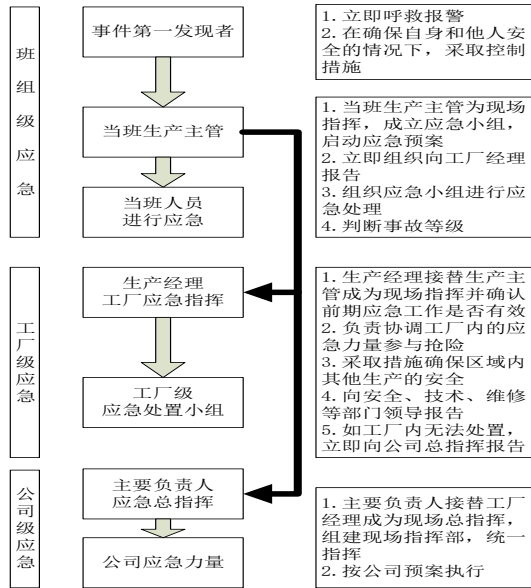 班组级应急
事件第一发现者
当班生产主管
当班人员
进行应急
1. 立即呼救报警
2. 在确保自身和他人安
全的情况下，采取控制
措施
1. 当班生产主管为现场
指挥，成立应急小组，
启动应急预案
2. 立即组织向工厂经理
报告
3. 组织应急小组进行应
急处理
4. 判断事故等级
工厂级应急
生产经理
工厂应急指挥
工厂级
应急处置小组
1. 生产经理接替生产主
管成为现场指挥并确认
前期应急工作是否有效
2. 负责协调工厂内的应
急力量参与抢险
3. 采取措施确保区域内
其他生产的安全
4. 向安全、技术、维修
等部门领导报告
5. 如工厂内无法处置，
立即向公司总指挥报告
公司级应急
主要负责人
应急总指挥
公司应急力量
1. 主要负责人接替工厂
经理成为现场总指挥，
组建现场指挥部，统一
指挥
2. 按公司预案执行